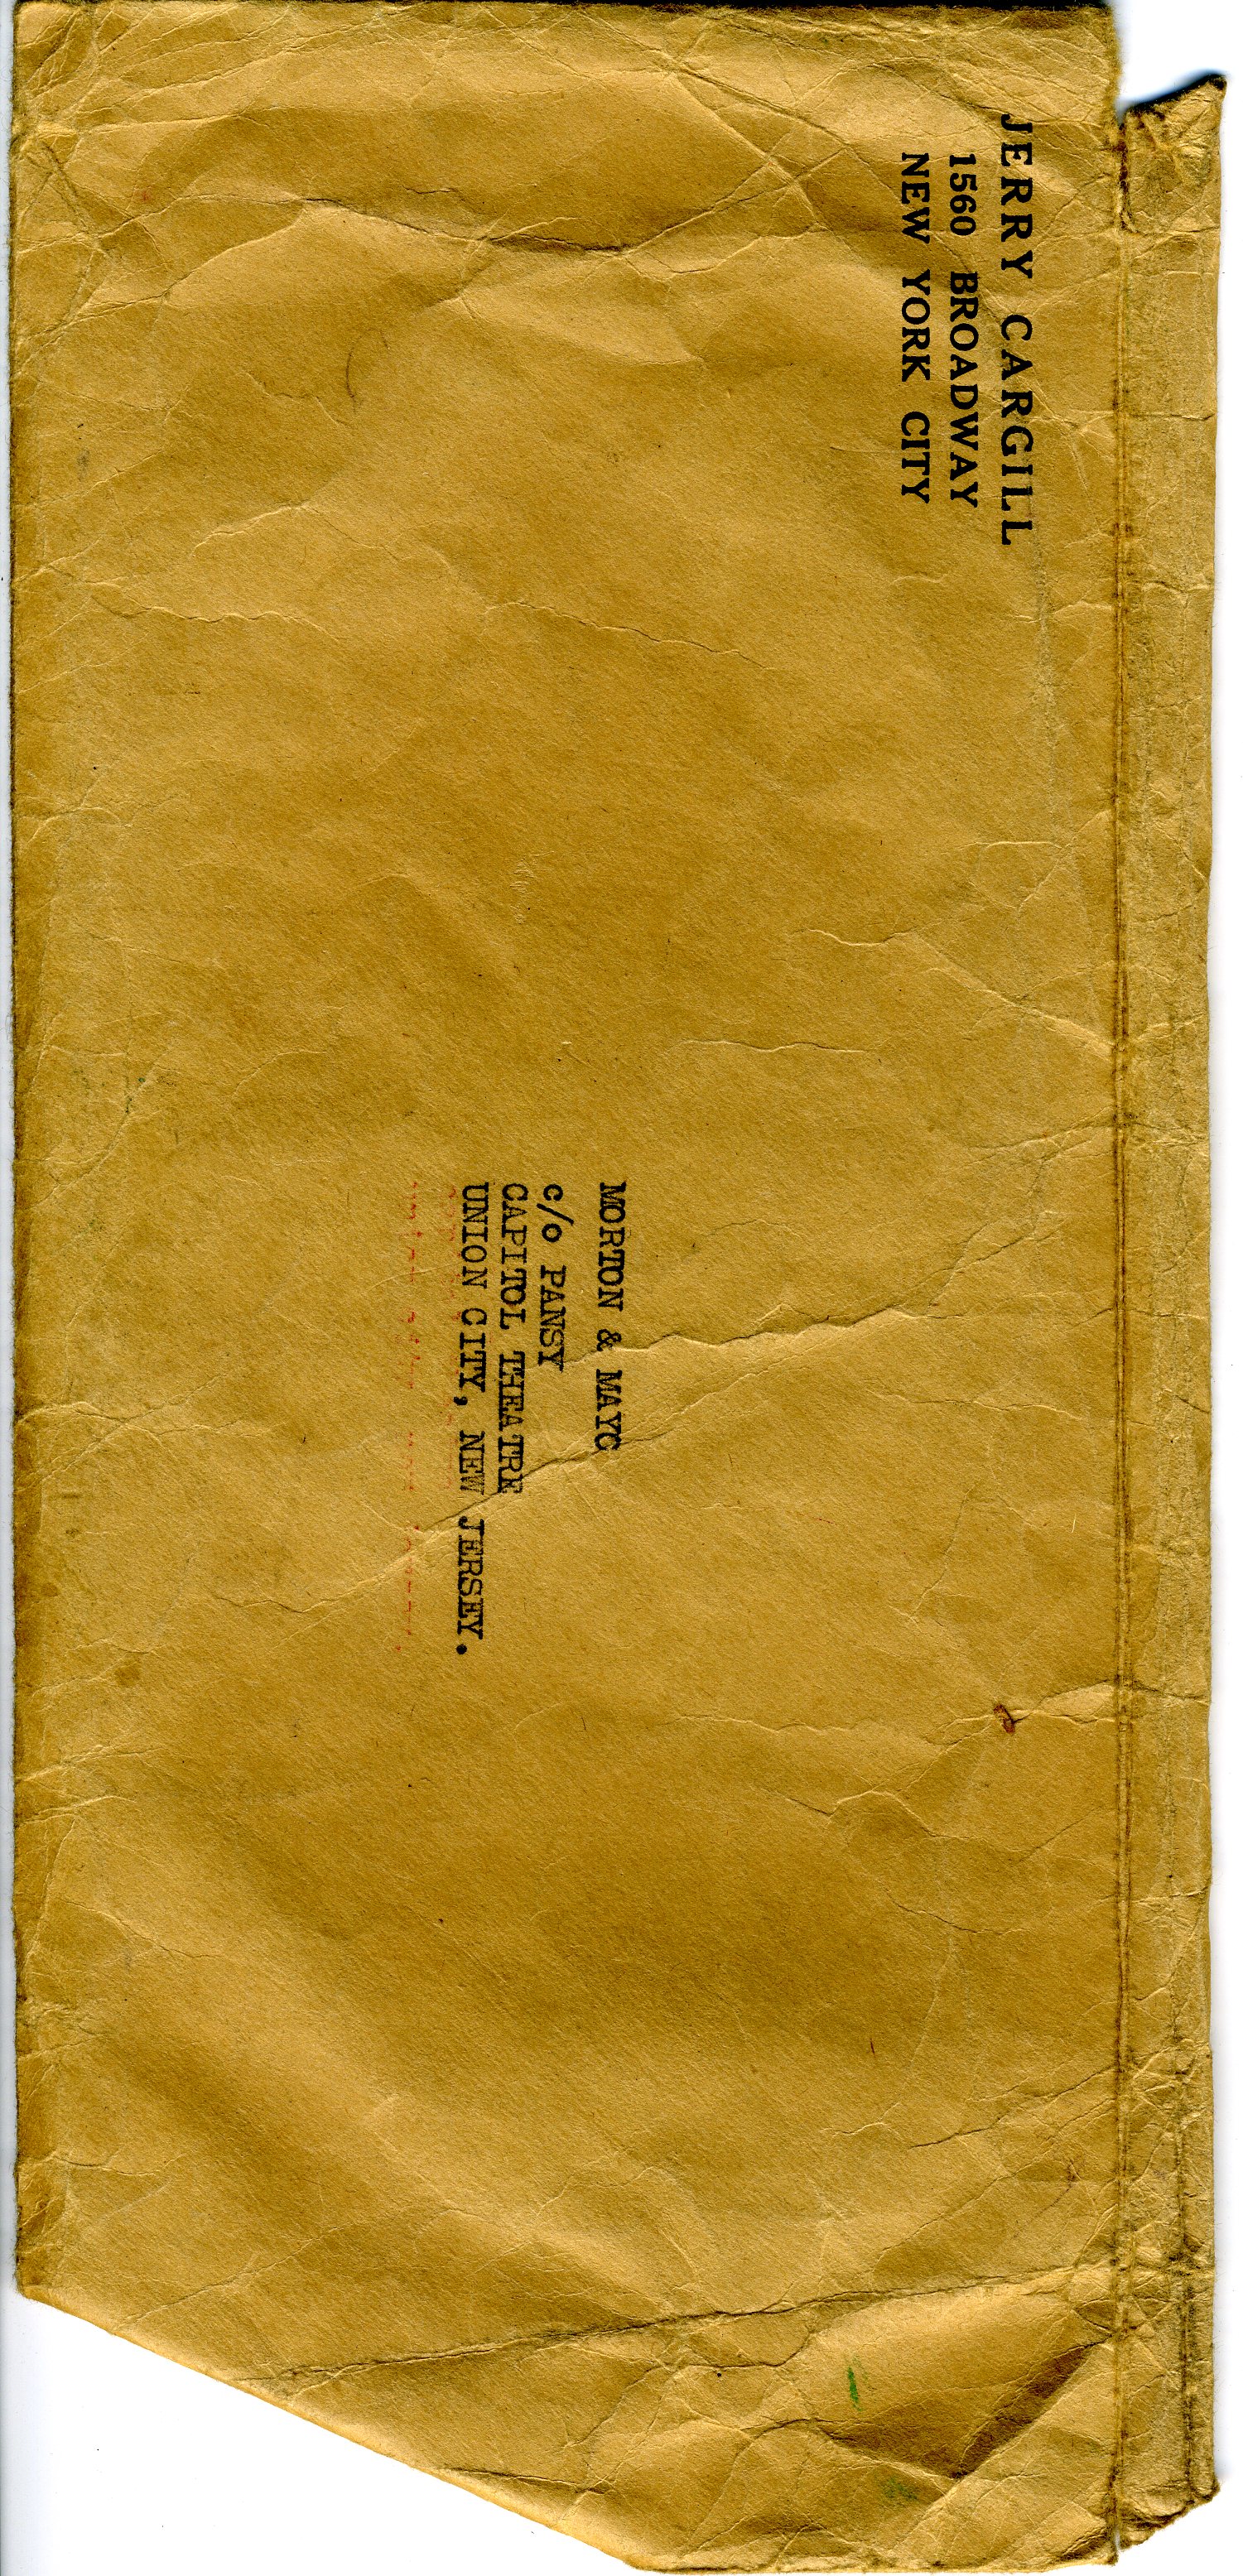 JERRY CARGILL
1560 BROADWAY
NEW YORK CITY
MORTON & MAYO
c/o PANSY
CAPITOL THEATRE
UNION CITY, NEW JERSEY.